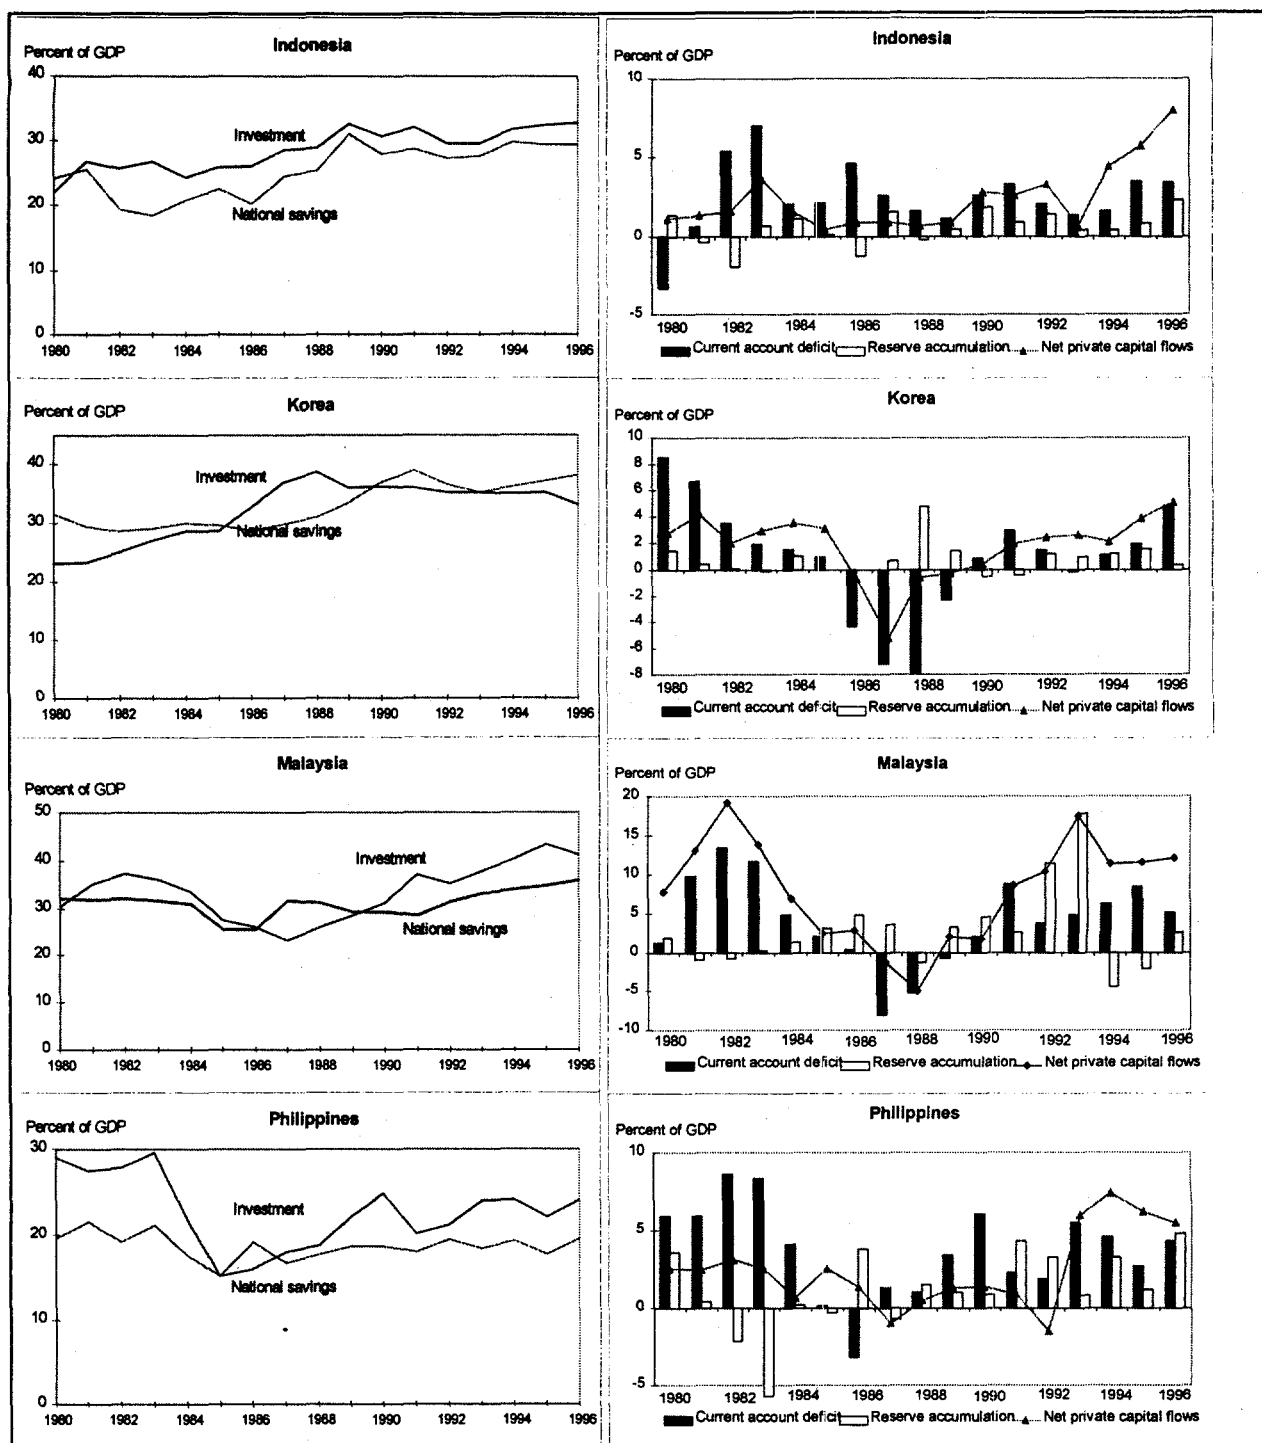 Indonesia
Percent of GDP
40
30
20
10
0
Investment
National savings
1980 1982 1984 1986 1988 1990 1992 1994 1996
Indonesia
Percent of GDP
10
5
0
-5
1980 1982 1984 1986 1988 1990 1992 1994 1996
Current account deficit Reserve accumulation Net private capital flows
Korea
Percent of GDP
40
30
20
10
0
Investment
National savings
1980 1982 1984 1986 1988 1990 1992 1994 1996
Korea
Percent of GDP
10
8
6
4
2
0
-2
-4
-6
-8
1980 1982 1984 1986 1988 1990 1992 1994 1996
Current account deficit Reserve accumulation Net private capital flows
Malaysia
Percent of GDP
50
40
30
20
10
0
Investment
National savings
1980 1982 1984 1986 1988 1990 1992 1994 1996
Malaysia
Percent of GDP
20
15
10
5
0
-5
-10
1980 1982 1984 1986 1988 1990 1992 1994 1996
Current account deficit Reserve accumulation Net private capital flows
Philippines
Percent of GDP
30
20
10
0
Investment
National savings
1980 1982 1984 1986 1988 1990 1992 1994 1996
Philippines
Percent of GDP
10
5
0
-5
1980 1982 1984 1986 1988 1990 1992 1994 1996
Current account deficit Reserve accumulation Net private capital flows